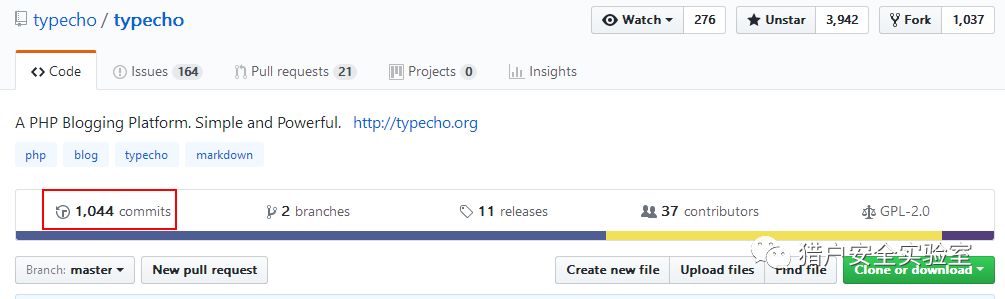 typecho / typecho Watch 276 Unstar 3,942 Fork 1,037
Code Issues 164 Pull requests 21 Projects 0 Insights
A PHP Blogging Platform. Simple and Powerful. http://typecho.org
php blog typecho markdown
1,044 commits 2 branches 11 releases 37 contributors GPL-2.0
猎户安全实验室
Branch: master New pull request Create new file Upload files Find file Clone or download